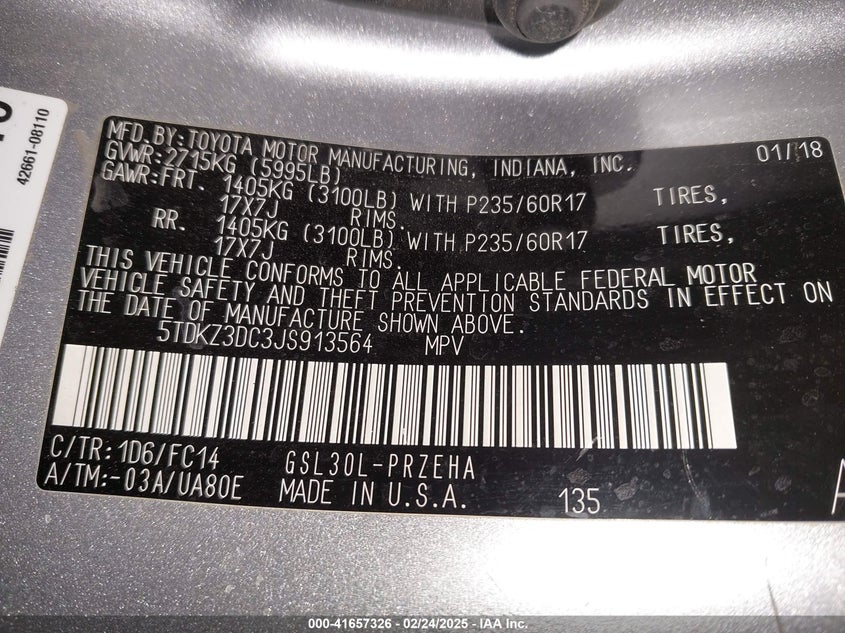 42661-08110
MFD. BY: TOYOTA MOTOR MANUFACTURING, INDIANA, INC. 01/18
GVWR: 2715KG (5995LB)
GAWR: FRT. 1405KG (3100LB) WITH P235/60R17 TIRES,
17X7J RIMS.
RR. 1405KG (3100LB) WITH P235/60R17 TIRES,
17X7J RIMS.
THIS VEHICLE CONFORMS TO ALL APPLICABLE FEDERAL MOTOR
VEHICLE SAFETY AND THEFT PREVENTION STANDARDS IN EFFECT ON
THE DATE OF MANUFACTURE SHOWN ABOVE.
5TDKZ3DC3JS913564 MPV
C/TR: 1D6/FC14 GSL30L-PRZEHA
A/TM:-03A/UA80E MADE IN U.S.A. 135
000-41657326 - 02/24/2025 - IAA Inc.